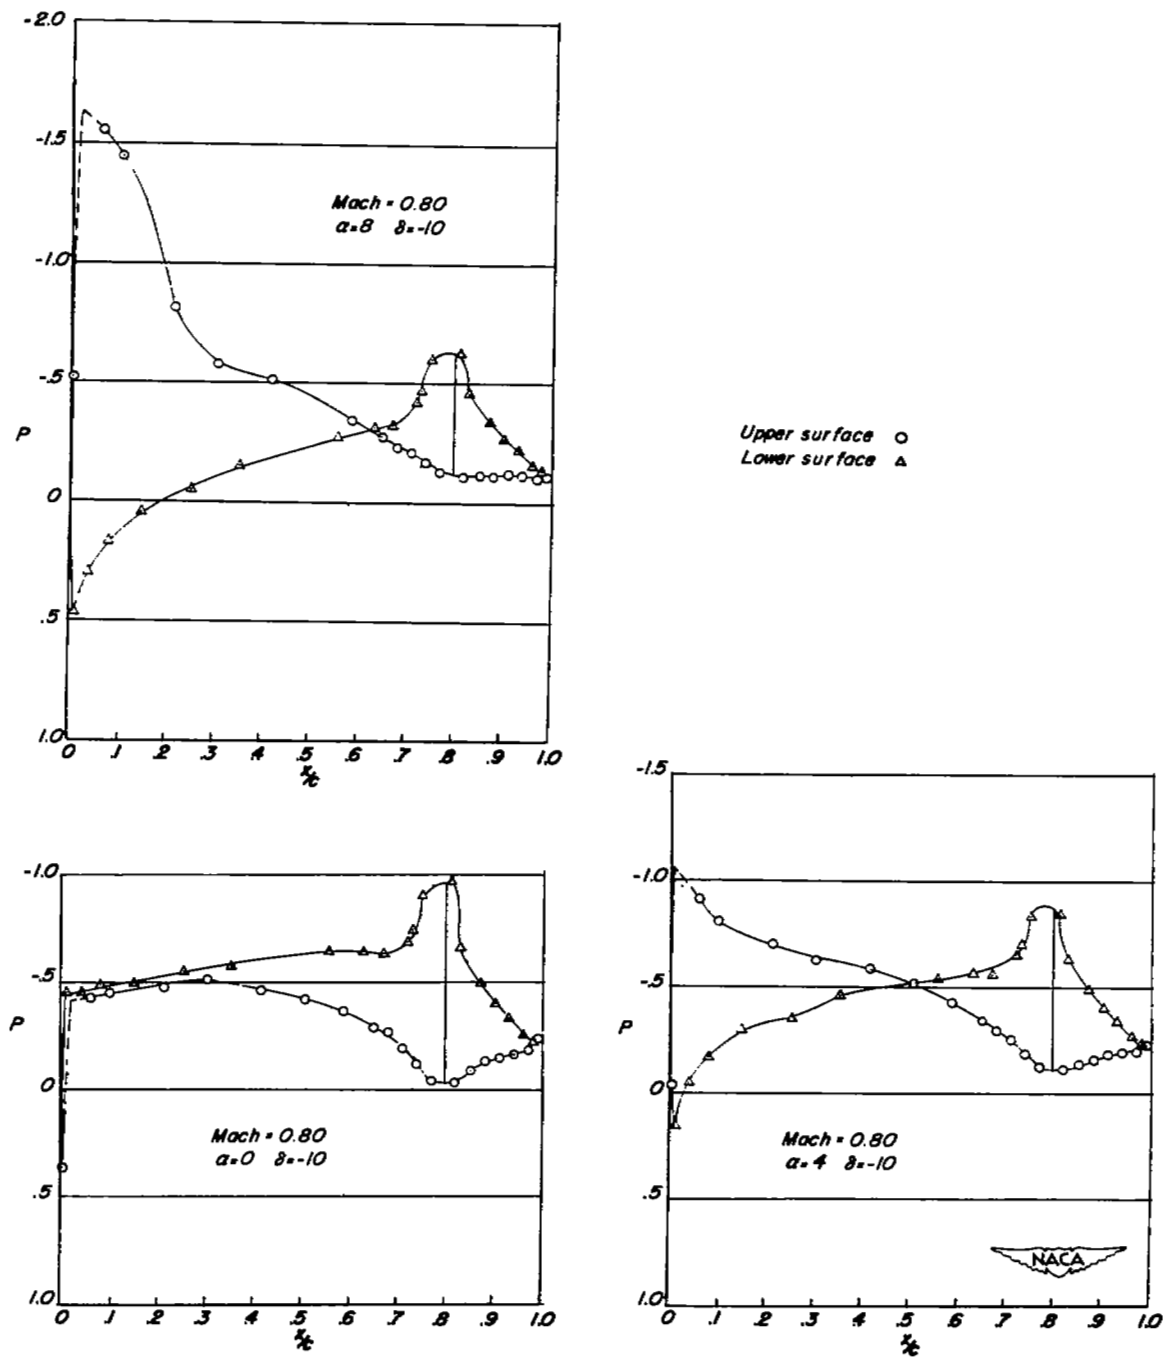 -2.0
-1.5
-1.0
-.5
P
0
.5
1.0
0 .1 .2 .3 .4 .5 .6 .7 .8 .9 1.0
x/c
Mach = 0.80
α=8 δ=-10
Upper surface ○
Lower surface △
-1.0
-.5
P
0
.5
1.0
0 .1 .2 .3 .4 .5 .6 .7 .8 .9 1.0
x/c
Mach = 0.80
α=0 δ=-10
-1.5
-1.0
-.5
P
0
.5
1.0
0 .1 .2 .3 .4 .5 .6 .7 .8 .9 1.0
x/c
Mach = 0.80
α=4 δ=-10
NACA